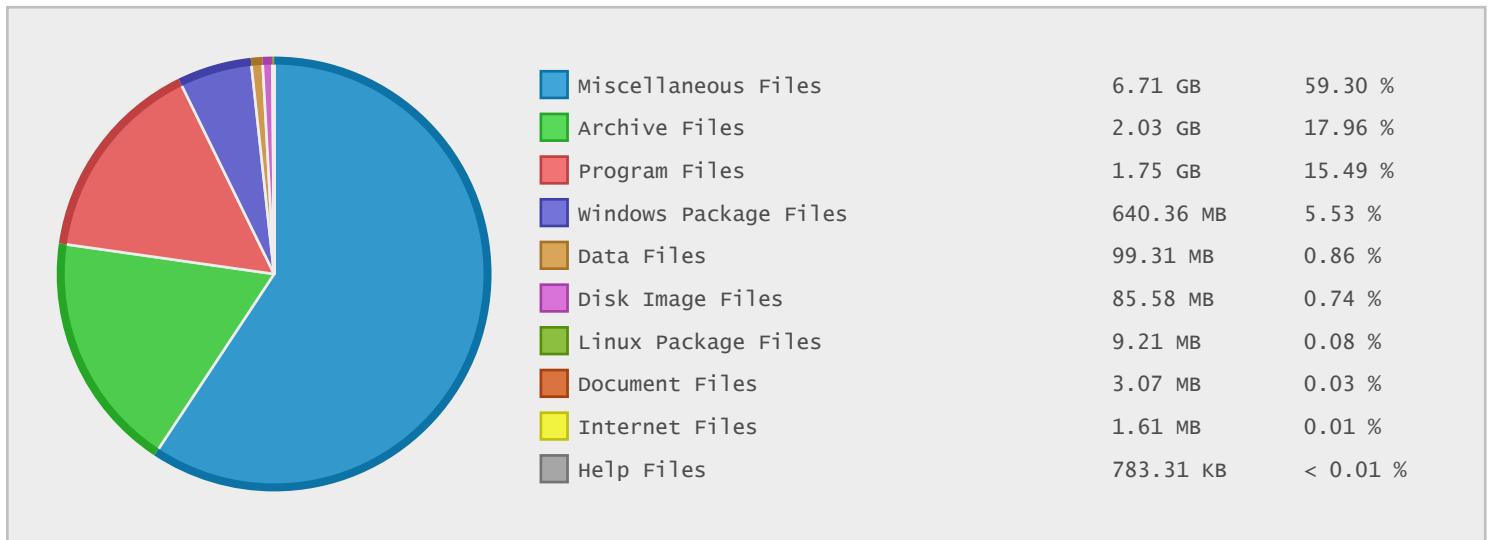 Miscellaneous Files 6.71 GB 59.30 %
Archive Files 2.03 GB 17.96 %
Program Files 1.75 GB 15.49 %
Windows Package Files 640.36 MB 5.53 %
Data Files 99.31 MB 0.86 %
Disk Image Files 85.58 MB 0.74 %
Linux Package Files 9.21 MB 0.08 %
Document Files 3.07 MB 0.03 %
Internet Files 1.61 MB 0.01 %
Help Files 783.31 KB < 0.01 %